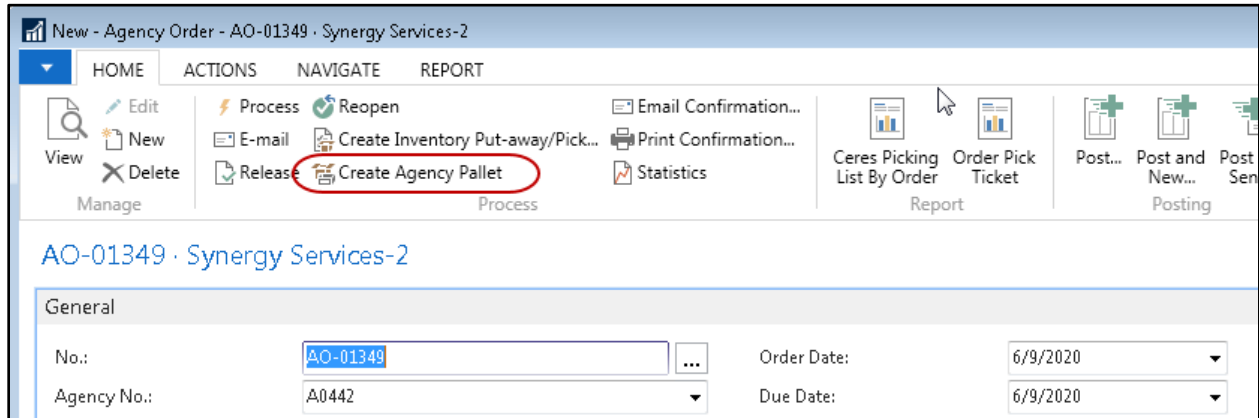 New - Agency Order - AO-01349 · Synergy Services-2
HOME ACTIONS NAVIGATE REPORT
View
Edit
New
Delete
Manage
Process
E-mail
Release
Reopen
Create Inventory Put-away/Pick...
Create Agency Pallet
Email Confirmation...
Print Confirmation...
Statistics
Process
Ceres Picking
List By Order
Order Pick
Ticket
Report
Post...
Post and
New...
Post
Sen
Posting
AO-01349 · Synergy Services-2
General
No.: AO-01349 ... Order Date: 6/9/2020
Agency No.: A0442 Due Date: 6/9/2020